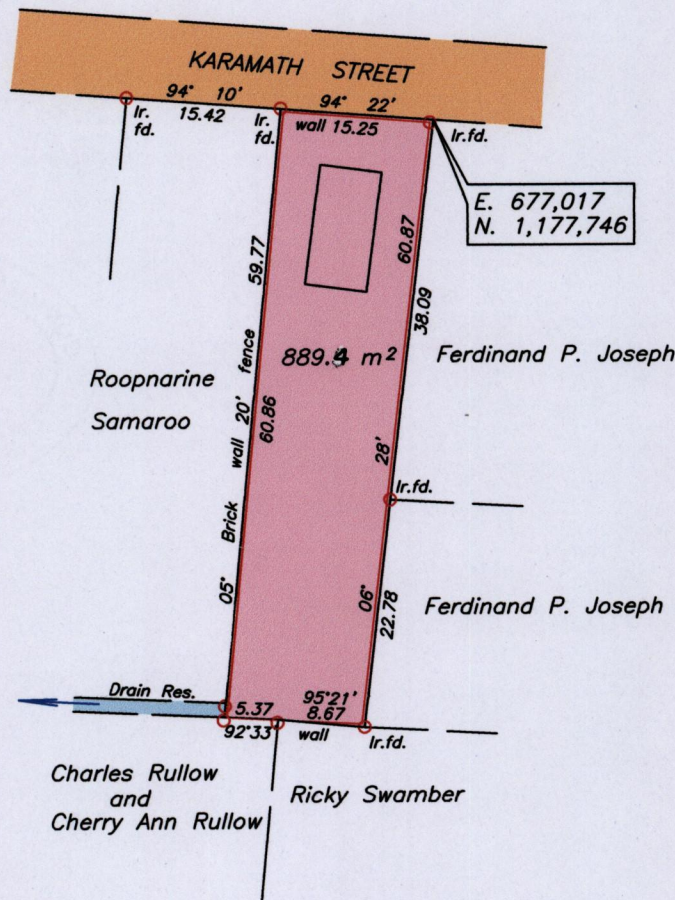 KARAMATH STREET
94° 10'
94° 22'
Ir.
fd.
15.42
Ir.
fd.
wall 15.25
Ir.fd.
E. 677,017
N. 1,177,746
59.77
60.87
38.09
889.4 m²
Ferdinand P. Joseph
Roopnarine
Samaroo
05° Brick wall 20' fence
60.86
06° 28'
Ir.fd.
22.78
Ferdinand P. Joseph
Drain Res.
5.37
95°21'
8.67
92°33'
wall
Ir.fd.
Charles Rullow
and
Cherry Ann Rullow
Ricky Swamber